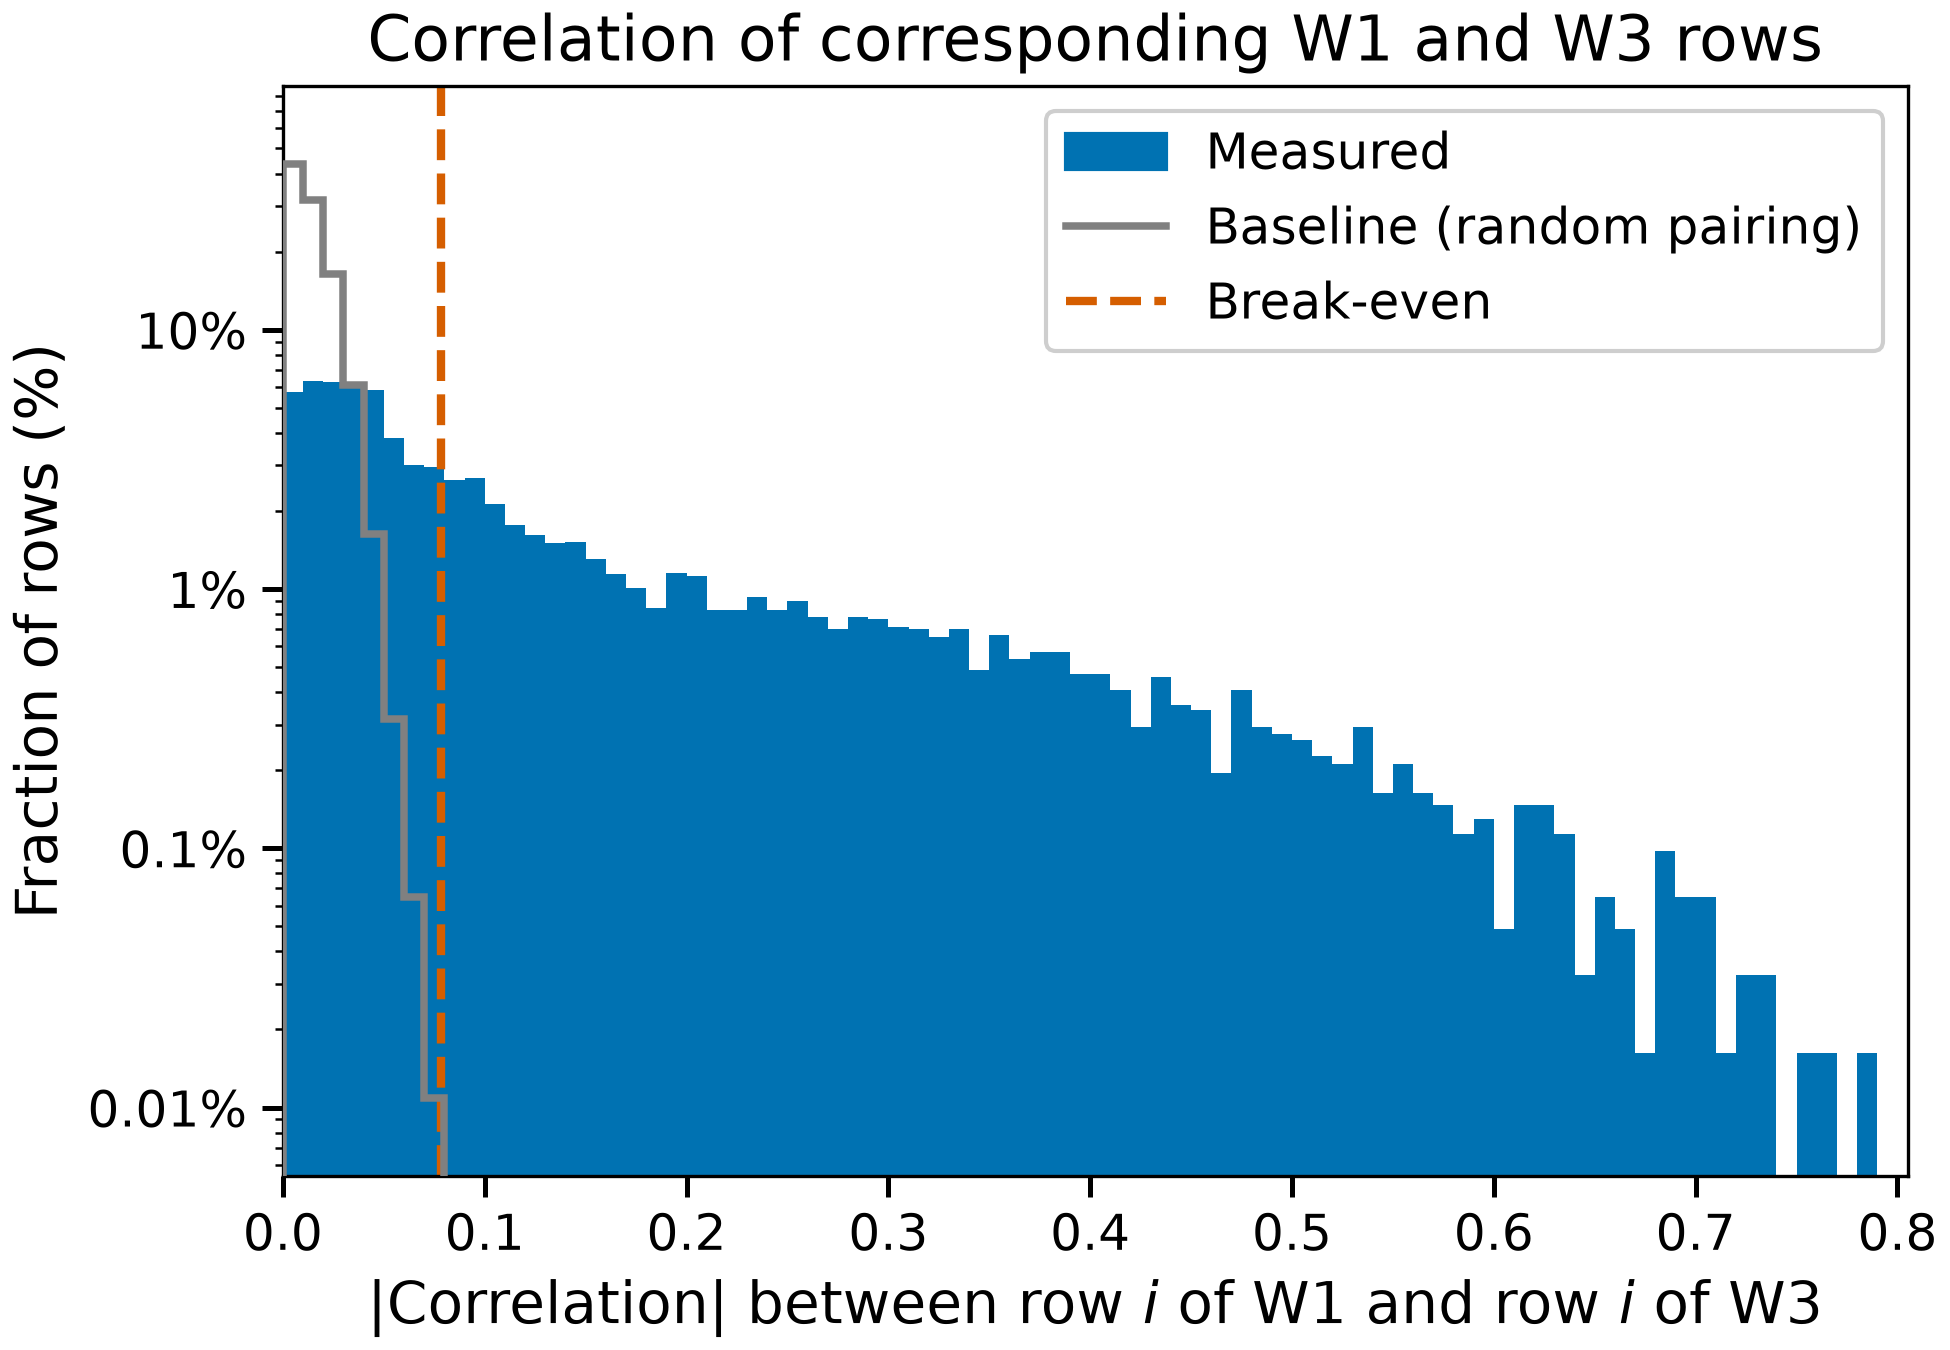 Correlation of corresponding W1 and W3 rows
Measured
Baseline (random pairing)
Break-even
Fraction of rows (%)
10%
1%
0.1%
0.01%
0.0 0.1 0.2 0.3 0.4 0.5 0.6 0.7 0.8
|Correlation| between row i of W1 and row i of W3